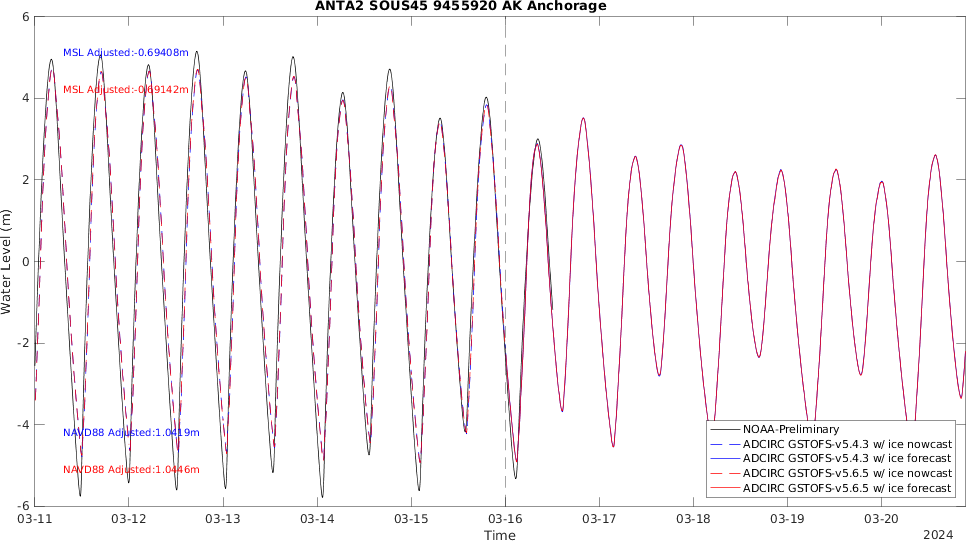 ANTA2 SOUS45 9455920 AK Anchorage
6
4
2
0
-2
-4
-6
Water Level (m)
MSL Adjusted:-0.69408m
MSL Adjusted:-0.69142m
NAVD88 Adjusted:1.0419m
NAVD88 Adjusted:1.0446m
NOAA-Preliminary
ADCIRC GSTOFS-v5.4.3 w/ ice nowcast
ADCIRC GSTOFS-v5.4.3 w/ ice forecast
ADCIRC GSTOFS-v5.6.5 w/ ice nowcast
ADCIRC GSTOFS-v5.6.5 w/ ice forecast
03-11 03-12 03-13 03-14 03-15 03-16 03-17 03-18 03-19 03-20
Time
2024